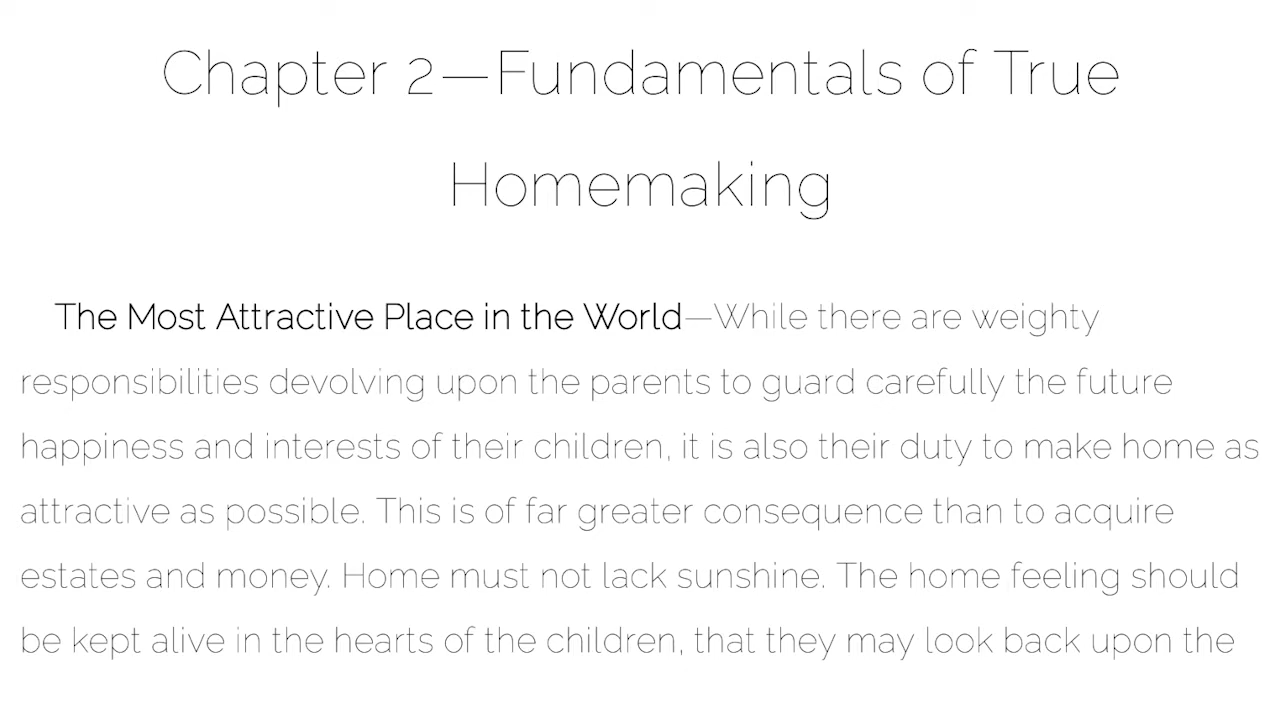 Chapter 2—Fundamentals of True
Homemaking
The Most Attractive Place in the World—While there are weighty
responsibilities devolving upon the parents to guard carefully the future
happiness and interests of their children, it is also their duty to make home as
attractive as possible. This is of far greater consequence than to acquire
estates and money. Home must not lack sunshine. The home feeling should
be kept alive in the hearts of the children, that they may look back upon the